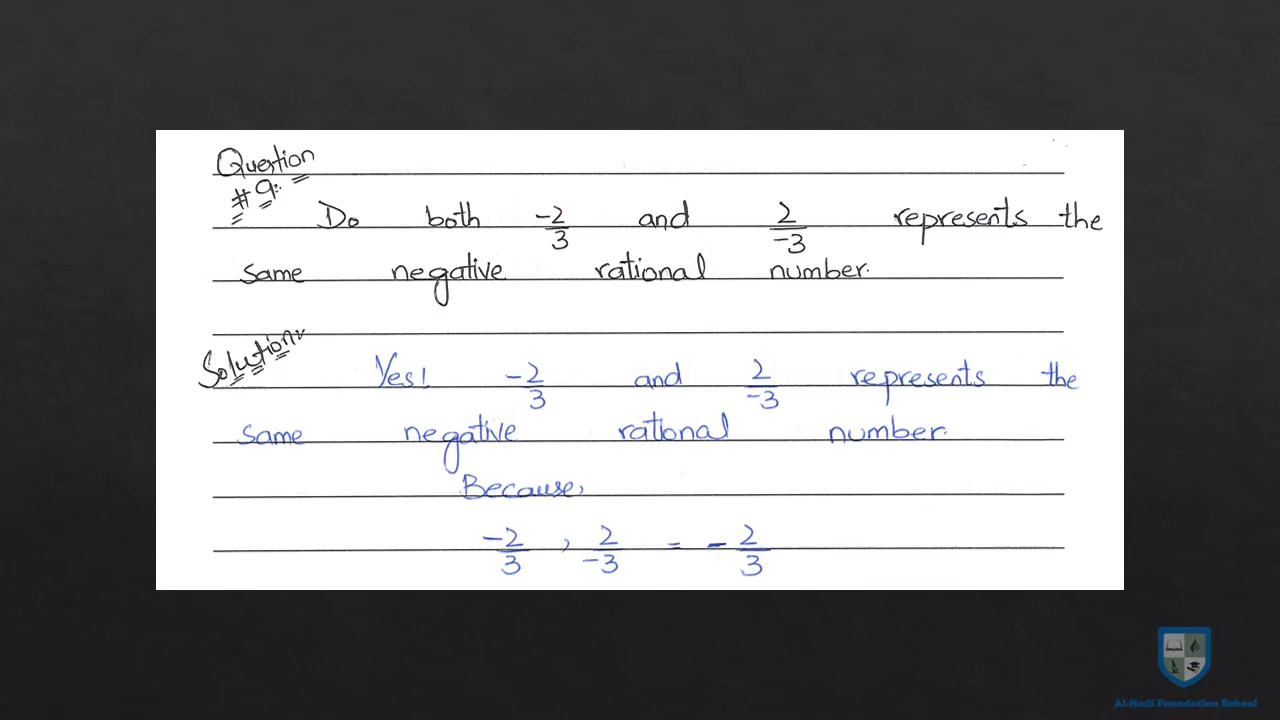 Question
#9:
Do both -2/3 and 2/-3 represents the
same negative rational number.
Solution:
Yes! -2/3 and 2/-3 represents the
same negative rational number.
Because,
-2/3 , 2/-3 = - 2/3
Al-Hadi Foundation School